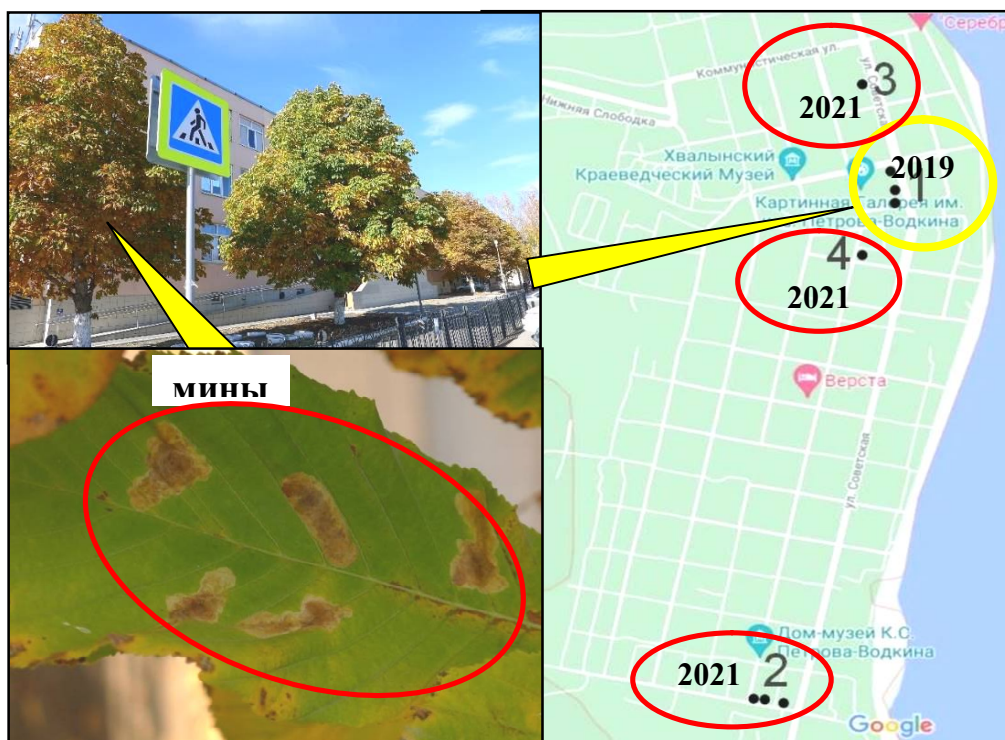 мины
Серебр
Коммунистическая ул.
ул. Советская
3
2021
Нижняя Слободка
Хвалынский
Краеведческий Музей
2019
1
Картинная Галерея им.
Петрова-Водкина
4
2021
Верста
ул. Советская
Дом-музей К.С.
Петрова-Водкина
2021
2
Google